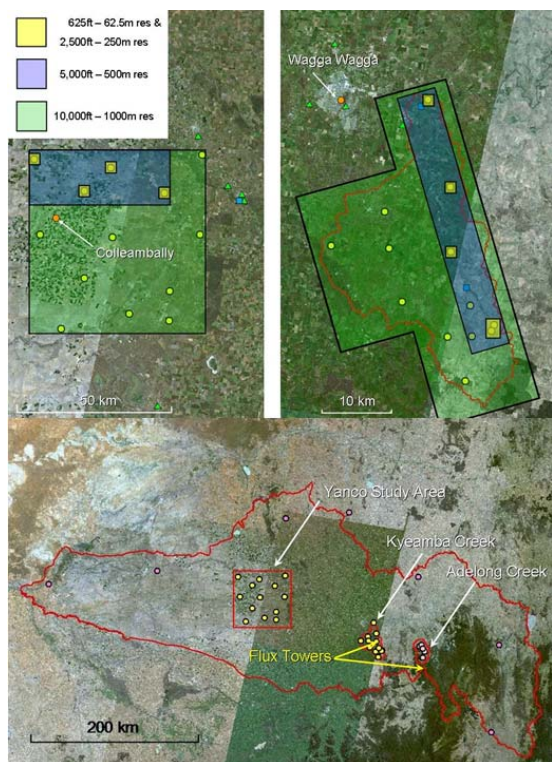 625ft – 62.5m res &
2,500ft – 250m res
5,000ft – 500m res
10,000ft – 1000m res
Colleambally
50 km
Wagga Wagga
10 km
Yanco Study Area
Kyeamba Creek
Adelong Creek
Flux Towers
200 km